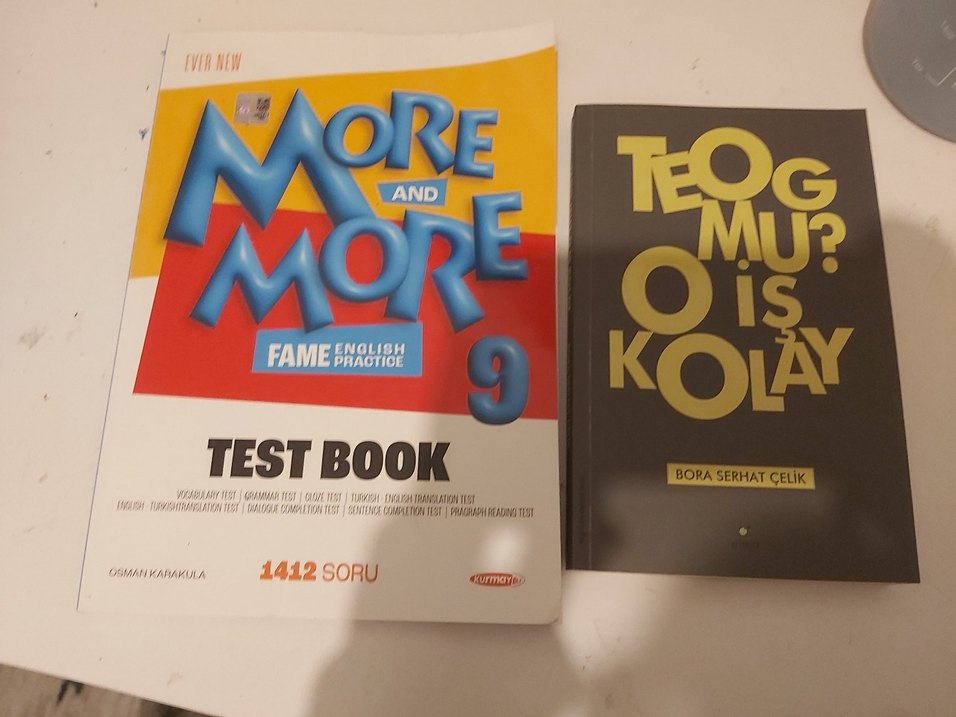 EVER NEW
MORE
AND
MORE
FAME ENGLISH PRACTICE
9
TEST BOOK
VOCABULARY TEST | GRAMMAR TEST | CLOZE TEST | TURKISH - ENGLISH TRANSLATION TEST
ENGLISH - TURKISHTRANSLATION TEST | DIALOGUE COMPLETION TEST | SENTENCE COMPLETION TEST | PRAGRAPH READING TEST
OSMAN KARAKULA
1412 SORU
kurmay
TEOG
MU?
O İŞ
KOLAY
BORA SERHAT ÇELİK